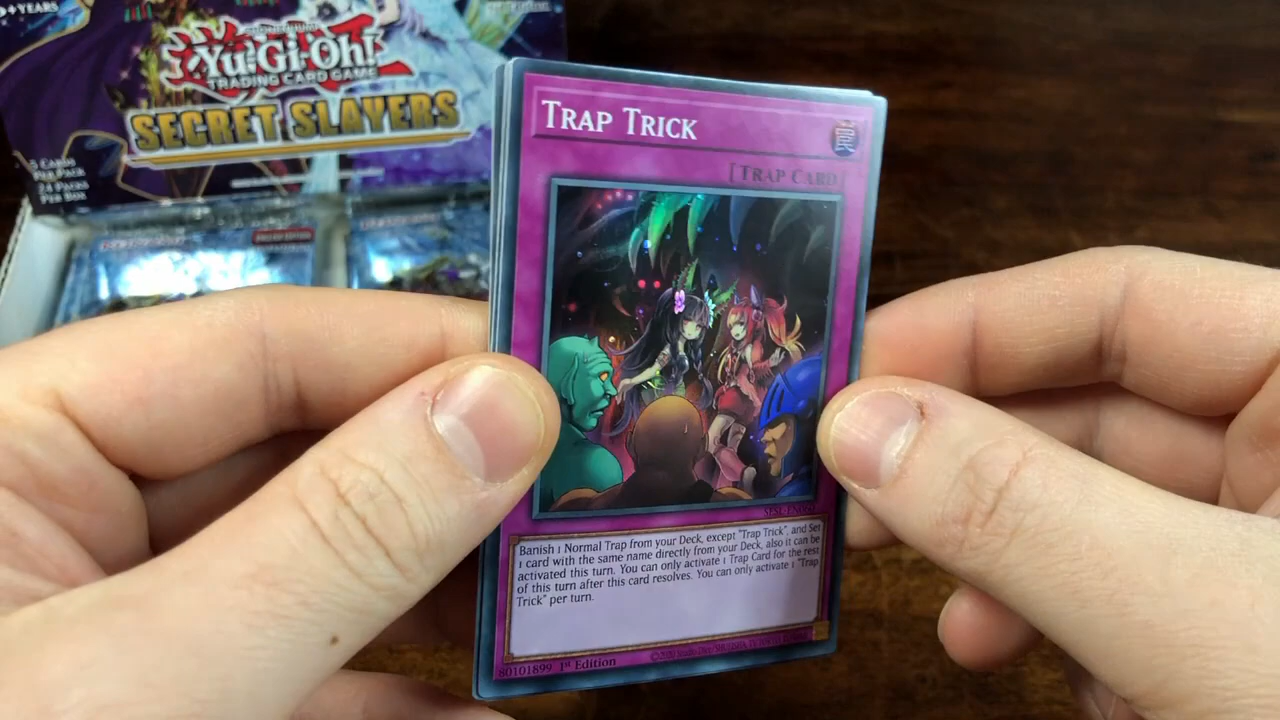 + YEARS
Yu-Gi-Oh!
TRADING CARD GAME
SECRET SLAYERS
5 CARDS
PER PACK
24 PACKS
PER BOX
TRAP TRICK
[TRAP CARD]
Banish 1 Normal Trap from your Deck, except "Trap Trick", and Set
1 card with the same name directly from your Deck, also it can be
activated this turn. You can only activate 1 Trap Card for the rest
of this turn after this card resolves. You can only activate 1 "Trap
Trick" per turn.
80101899 1st Edition